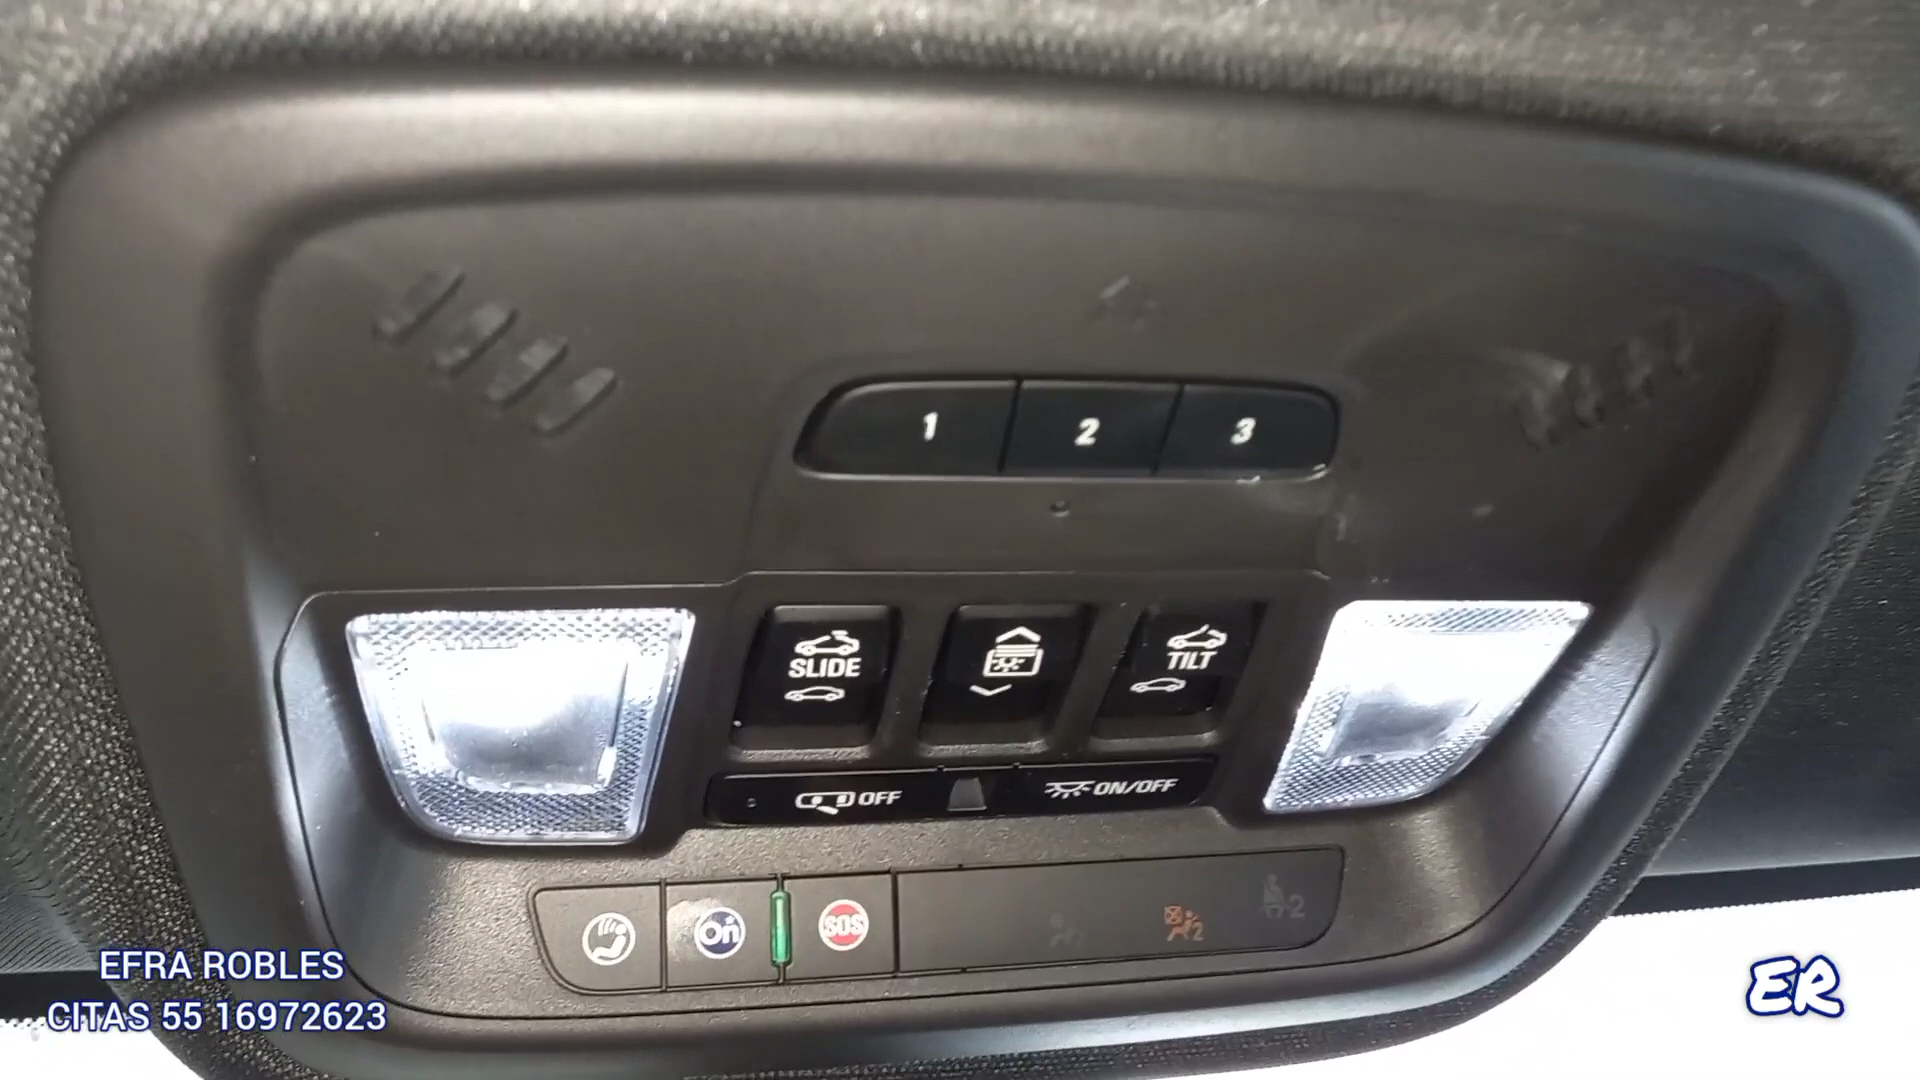 1 2 3
SLIDE TILT
OFF ON/OFF
On SOS 2 2
EFRA ROBLES
CITAS 55 16972623
ER